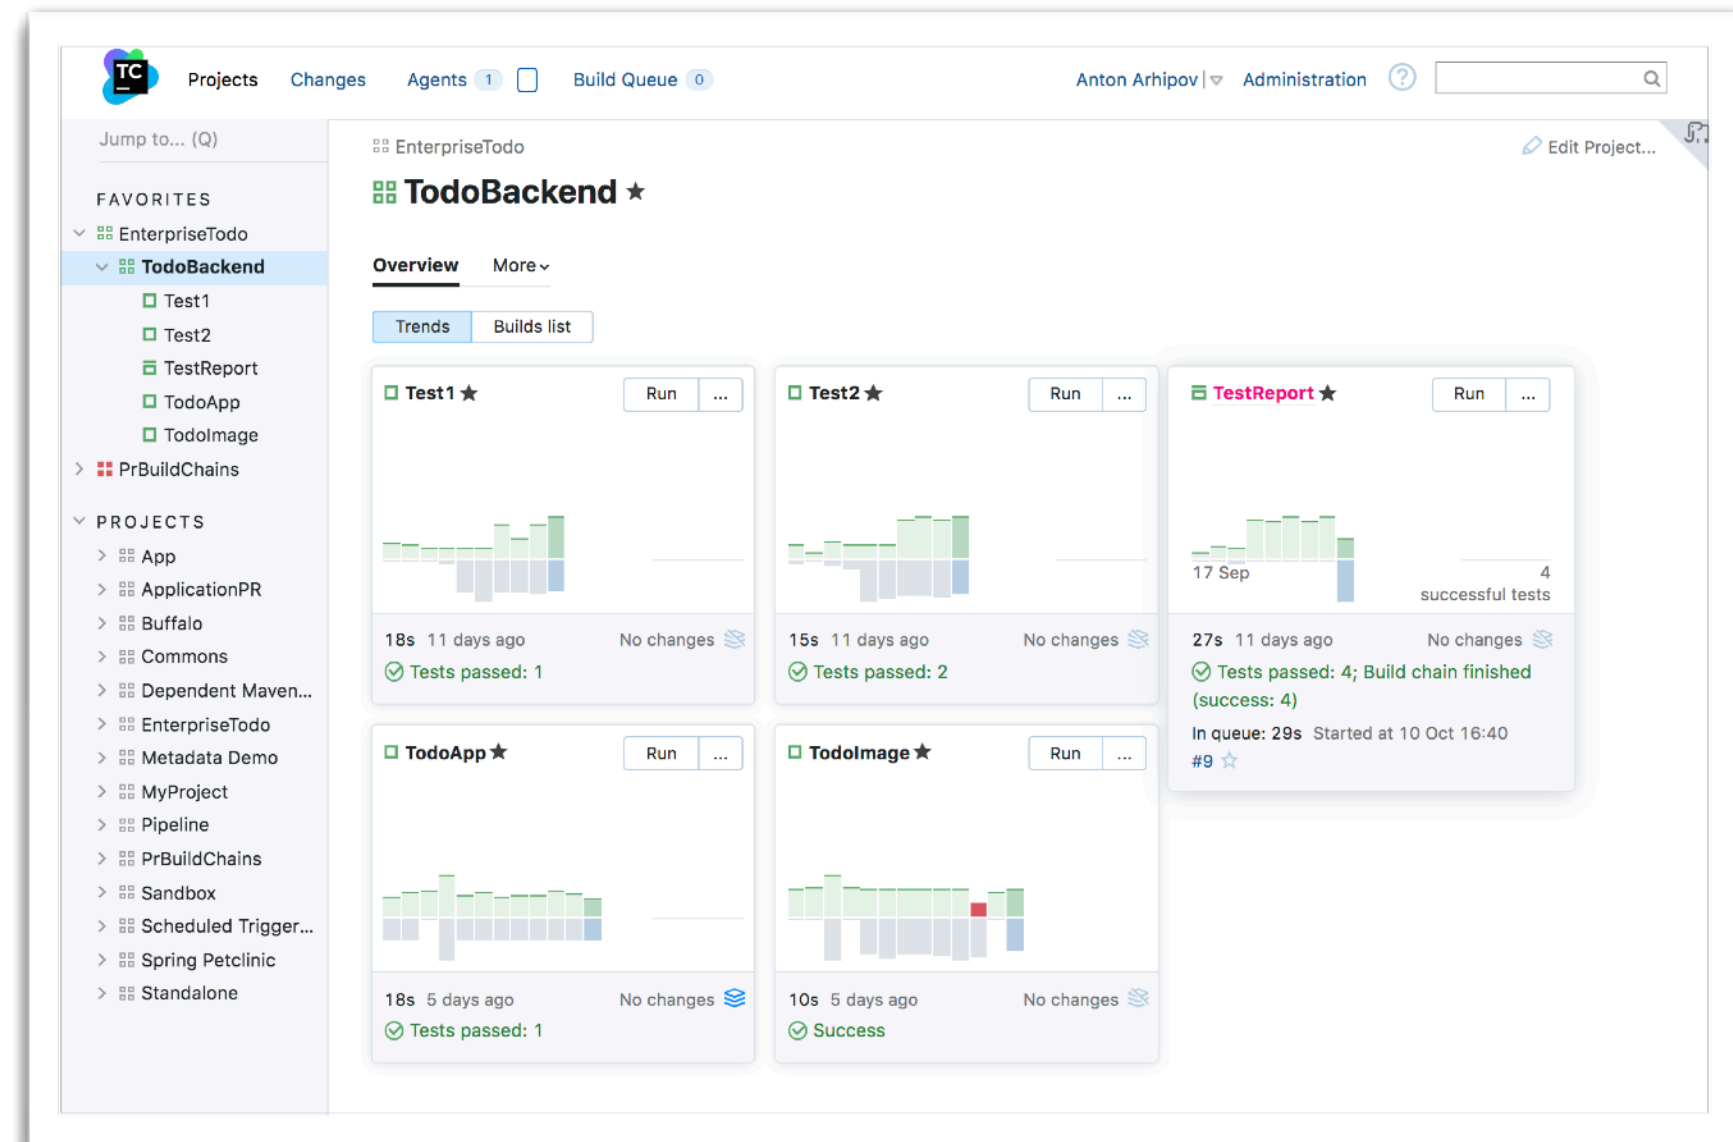 TC
Projects Changes Agents 1 Build Queue 0 Anton Arhipov Administration ?
Jump to... (Q)
FAVORITES
EnterpriseTodo
TodoBackend
Test1
Test2
TestReport
TodoApp
TodoImage
PrBuildChains
PROJECTS
App
ApplicationPR
Buffalo
Commons
Dependent Maven...
EnterpriseTodo
Metadata Demo
MyProject
Pipeline
PrBuildChains
Sandbox
Scheduled Trigger...
Spring Petclinic
Standalone
EnterpriseTodo
Edit Project...
TodoBackend
Overview More
Trends Builds list
Test1 Run ...
18s 11 days ago No changes
Tests passed: 1
Test2 Run ...
15s 11 days ago No changes
Tests passed: 2
TestReport Run ...
17 Sep 4
successful tests
27s 11 days ago No changes
Tests passed: 4; Build chain finished
(success: 4)
In queue: 29s Started at 10 Oct 16:40
#9
TodoApp Run ...
18s 5 days ago No changes
Tests passed: 1
TodoImage Run ...
10s 5 days ago No changes
Success